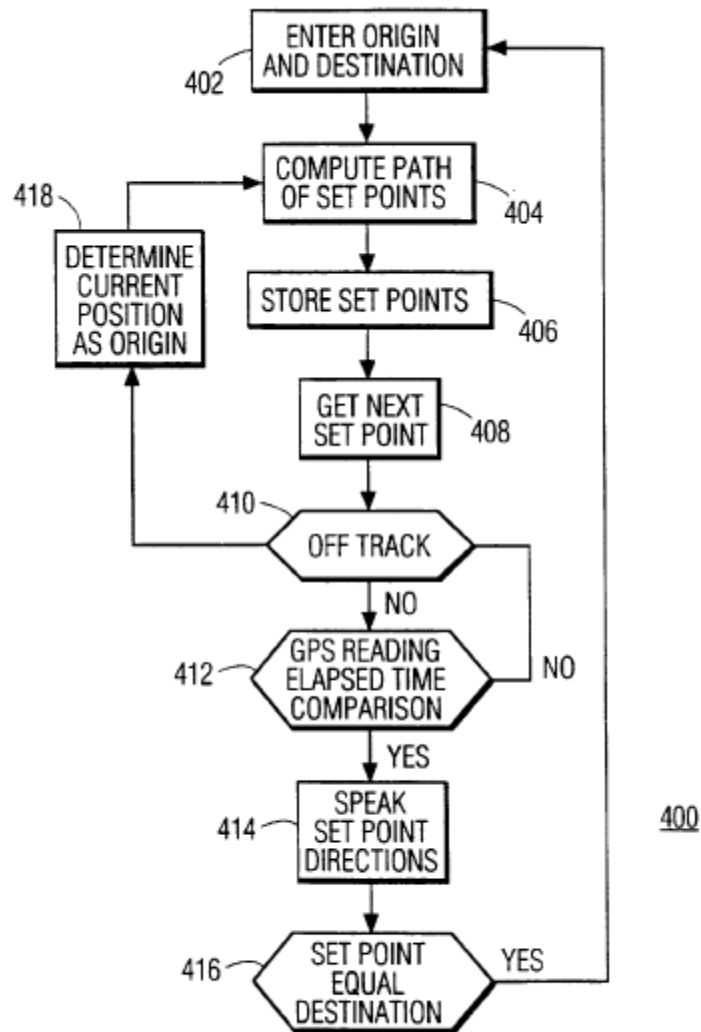 ENTER ORIGIN
AND DESTINATION
402
COMPUTE PATH
OF SET POINTS
404
418
DETERMINE
CURRENT
POSITION
AS ORIGIN
STORE SET POINTS
406
GET NEXT
SET POINT
408
410
OFF TRACK
NO
412
GPS READING
ELAPSED TIME
COMPARISON
NO
YES
414
SPEAK
SET POINT
DIRECTIONS
400
416
SET POINT
EQUAL
DESTINATION
YES